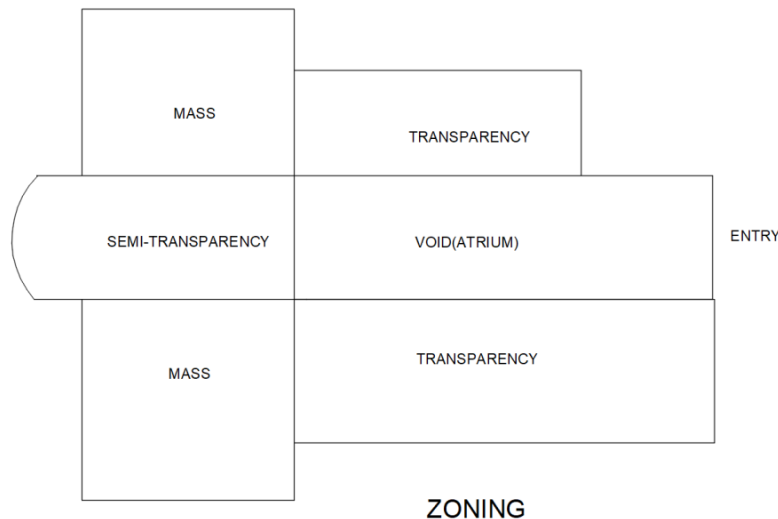 MASS
TRANSPARENCY
SEMI-TRANSPARENCY
VOID(ATRIUM)
ENTRY
MASS
TRANSPARENCY
ZONING